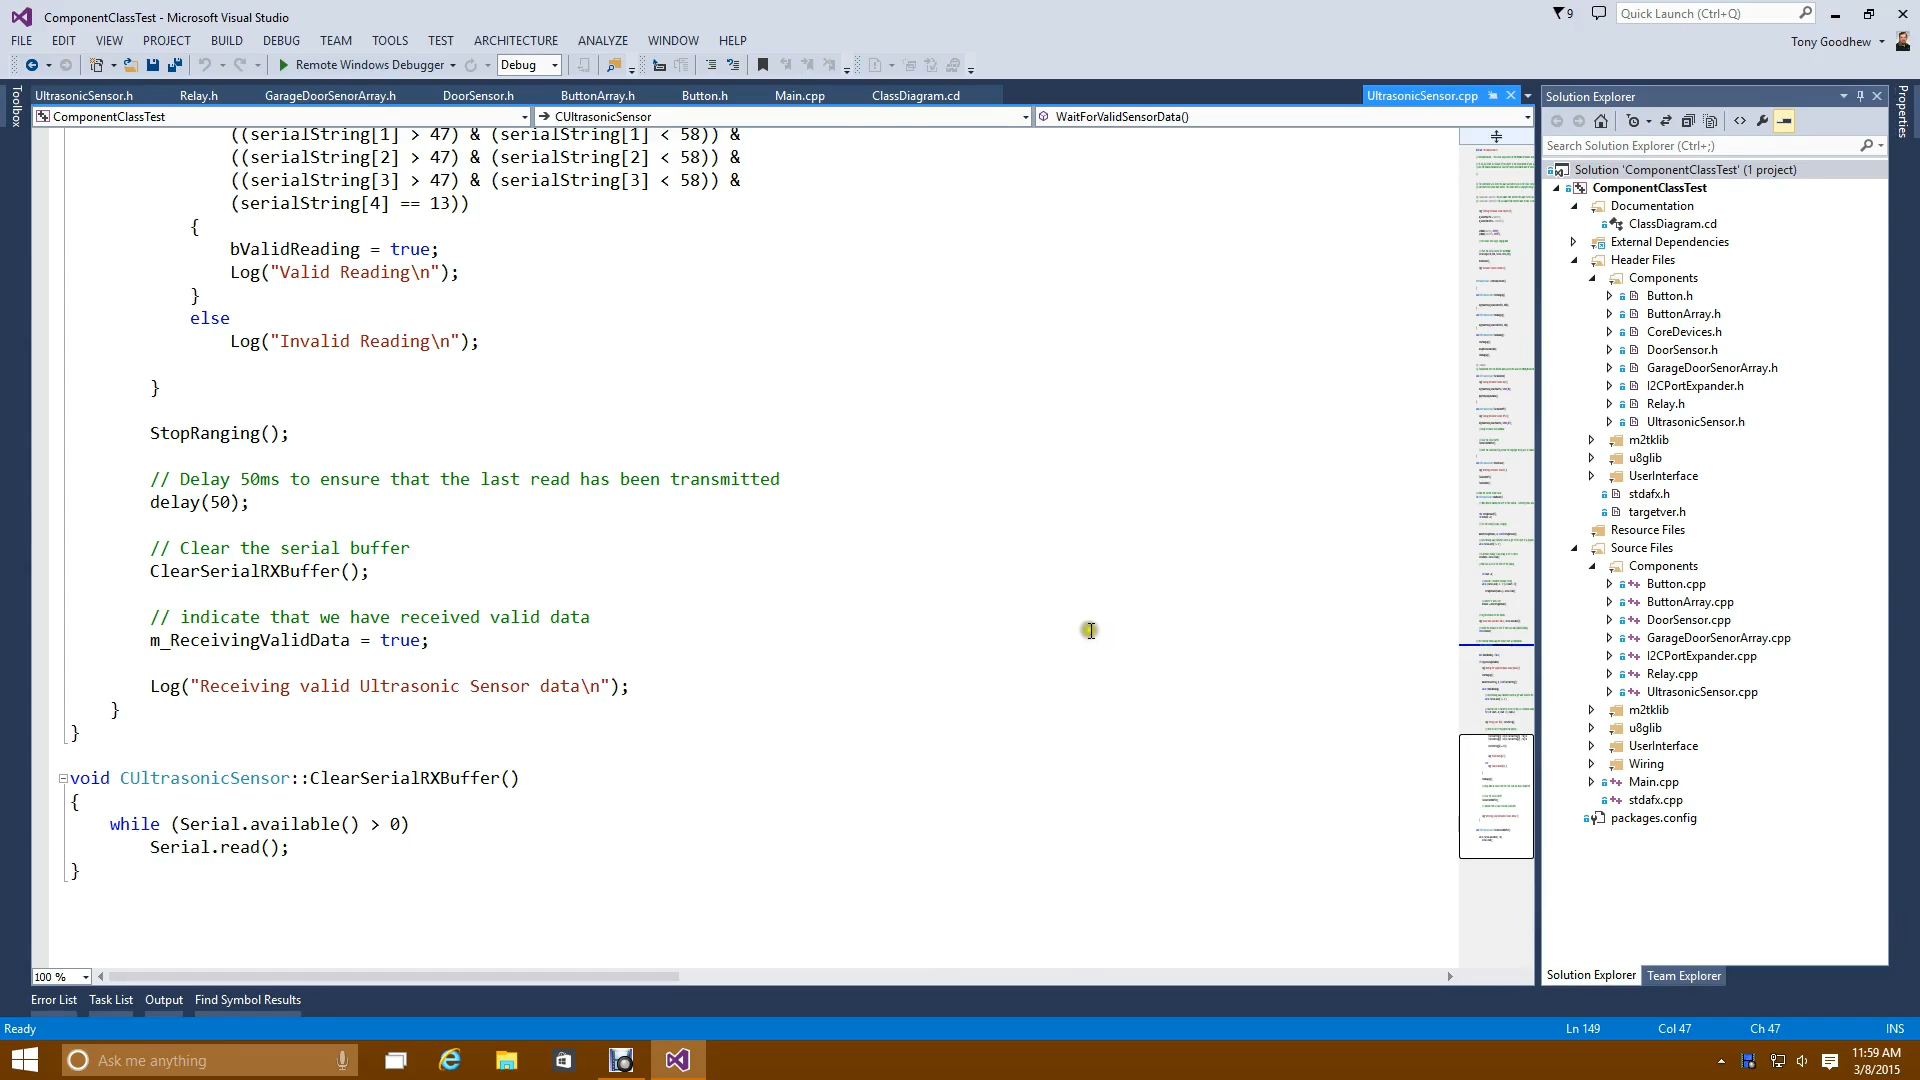 ComponentClassTest - Microsoft Visual Studio
9
Quick Launch (Ctrl+Q)
FILE EDIT VIEW PROJECT BUILD DEBUG TEAM TOOLS TEST ARCHITECTURE ANALYZE WINDOW HELP
Tony Goodhew
Remote Windows Debugger
Debug
Toolbox
UltrasonicSensor.h Relay.h GarageDoorSenorArray.h DoorSensor.h ButtonArray.h Button.h Main.cpp ClassDiagram.cd UltrasonicSensor.cpp
ComponentClassTest CUltrasonicSensor WaitForValidSensorData()
((serialString[1] > 47) & (serialString[1] < 58)) &
((serialString[2] > 47) & (serialString[2] < 58)) &
((serialString[3] > 47) & (serialString[3] < 58)) &
(serialString[4] == 13))
{
bValidReading = true;
Log("Valid Reading\n");
}
else
Log("Invalid Reading\n");
}
StopRanging();
// Delay 50ms to ensure that the last read has been transmitted
delay(50);
// Clear the serial buffer
ClearSerialRXBuffer();
// indicate that we have received valid data
m_ReceivingValidData = true;
Log("Receiving valid Ultrasonic Sensor data\n");
}
}
void CUltrasonicSensor::ClearSerialRXBuffer()
{
while (Serial.available() > 0)
Serial.read();
}
100 %
Solution Explorer
Search Solution Explorer (Ctrl+;)
Solution 'ComponentClassTest' (1 project)
ComponentClassTest
Documentation
ClassDiagram.cd
External Dependencies
Header Files
Components
Button.h
ButtonArray.h
CoreDevices.h
DoorSensor.h
GarageDoorSenorArray.h
I2CPortExpander.h
Relay.h
UltrasonicSensor.h
m2tklib
u8glib
UserInterface
stdafx.h
targetver.h
Resource Files
Source Files
Components
Button.cpp
ButtonArray.cpp
DoorSensor.cpp
GarageDoorSenorArray.cpp
I2CPortExpander.cpp
Relay.cpp
UltrasonicSensor.cpp
m2tklib
u8glib
UserInterface
Wiring
Main.cpp
stdafx.cpp
packages.config
Solution Explorer Team Explorer
Properties
Error List Task List Output Find Symbol Results
Ready
Ln 149 Col 47 Ch 47 INS
Ask me anything
11:59 AM
3/8/2015